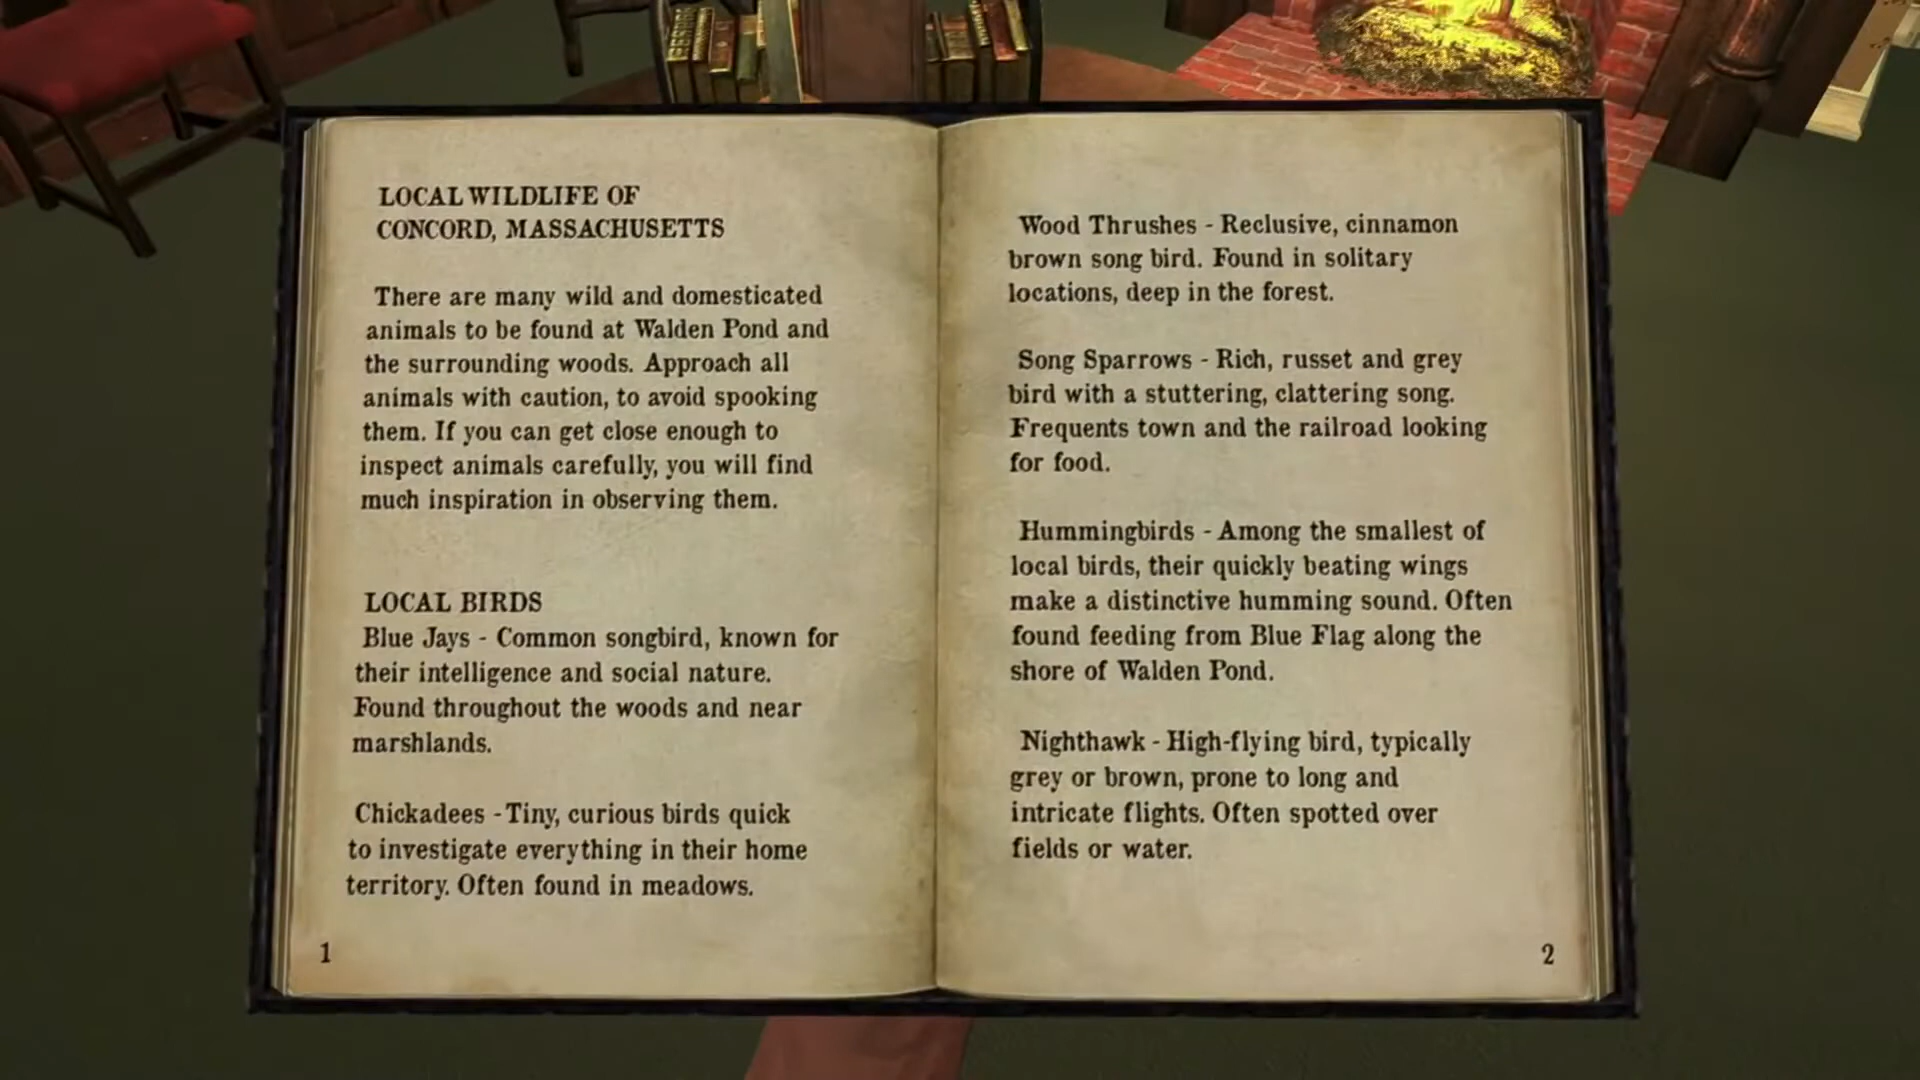 LOCAL WILDLIFE OF
CONCORD, MASSACHUSETTS
There are many wild and domesticated
animals to be found at Walden Pond and
the surrounding woods. Approach all
animals with caution, to avoid spooking
them. If you can get close enough to
inspect animals carefully, you will find
much inspiration in observing them.
LOCAL BIRDS
Blue Jays - Common songbird, known for
their intelligence and social nature.
Found throughout the woods and near
marshlands.
Chickadees - Tiny, curious birds quick
to investigate everything in their home
territory. Often found in meadows.
1
Wood Thrushes - Reclusive, cinnamon
brown song bird. Found in solitary
locations, deep in the forest.
Song Sparrows - Rich, russet and grey
bird with a stuttering, clattering song.
Frequents town and the railroad looking
for food.
Hummingbirds - Among the smallest of
local birds, their quickly beating wings
make a distinctive humming sound. Often
found feeding from Blue Flag along the
shore of Walden Pond.
Nighthawk - High-flying bird, typically
grey or brown, prone to long and
intricate flights. Often spotted over
fields or water.
2